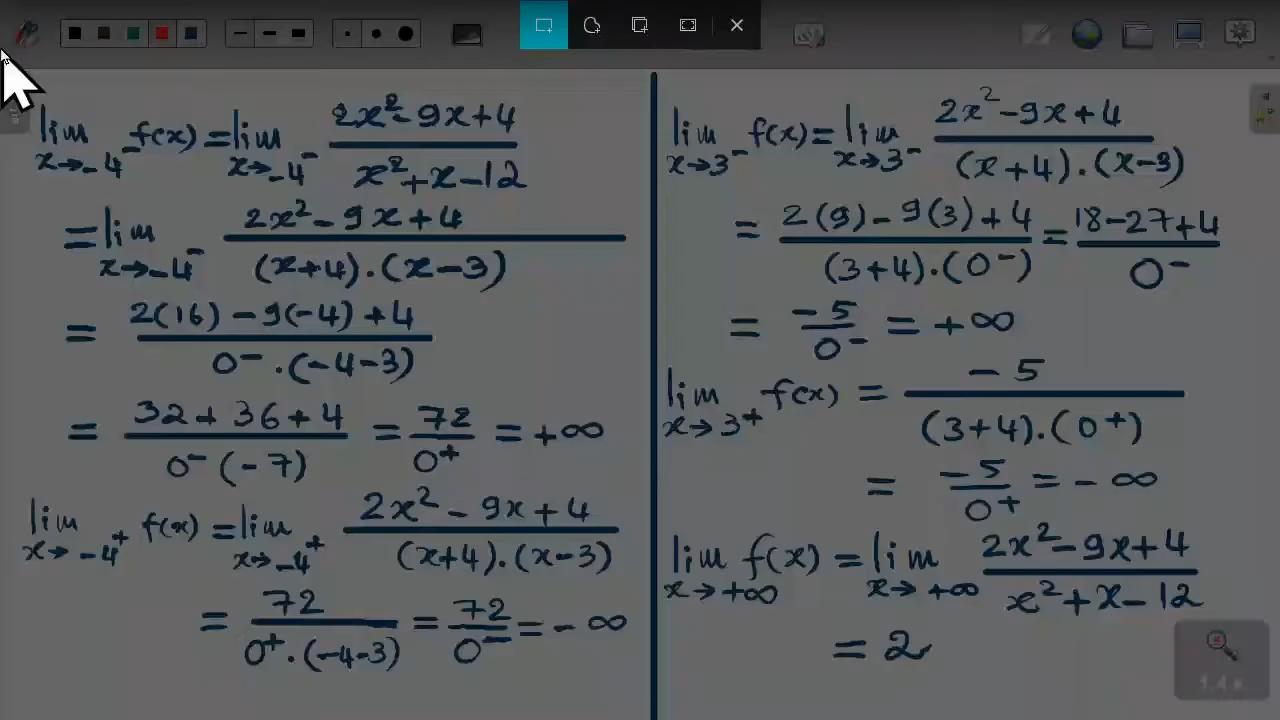 lim x→-4⁻ f(x) = lim x→-4⁻ (2x² - 9x + 4)/(x² + x - 12)
= lim x→-4⁻ (2x² - 9x + 4)/((x+4).(x-3))
= (2(16) - 9(-4) + 4)/(0⁻ . (-4-3))
= (32 + 36 + 4)/(0⁻(-7)) = 72/0⁺ = +∞
lim x→-4⁺ f(x) = lim x→-4⁺ (2x² - 9x + 4)/((x+4).(x-3))
= 72/(0⁺ . (-4-3)) = 72/0⁻ = -∞
lim x→3⁻ f(x) = lim x→3⁻ (2x² - 9x + 4)/((x+4).(x-3))
= (2(9) - 9(3) + 4)/((3+4).(0⁻)) = (18 - 27 + 4)/0⁻
= -5/0⁻ = +∞
lim x→3⁺ f(x) = -5/((3+4).(0⁺))
= -5/0⁺ = -∞
lim x→+∞ f(x) = lim x→+∞ (2x² - 9x + 4)/(x² + x - 12)
= 2
1.4 x